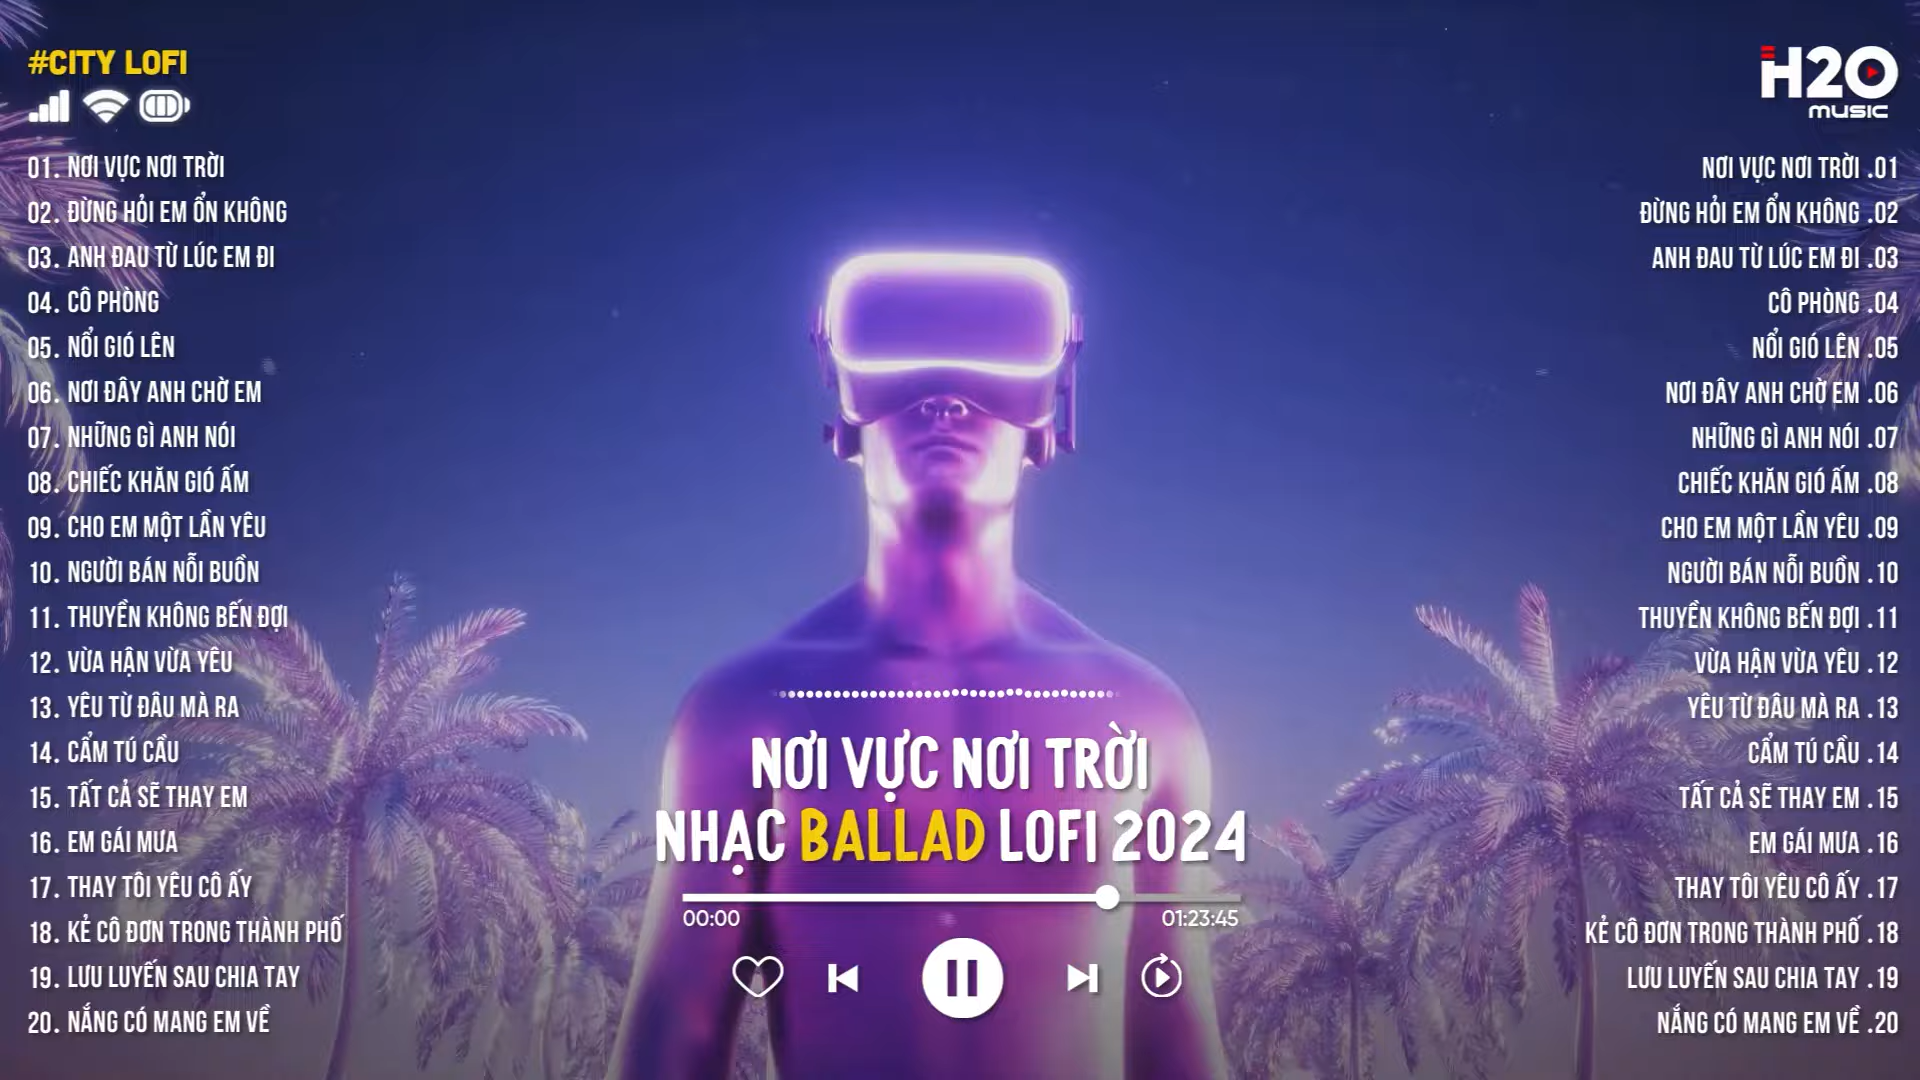 #CITY LOFI
H2O
MUSIC
01. NƠI VỰC NƠI TRỜI
02. ĐỪNG HỎI EM ỔN KHÔNG
03. ANH ĐAU TỪ LÚC EM ĐI
04. CÔ PHÒNG
05. NỔI GIÓ LÊN
06. NƠI ĐÂY ANH CHỜ EM
07. NHỮNG GÌ ANH NÓI
08. CHIẾC KHĂN GIÓ ẤM
09. CHO EM MỘT LẦN YÊU
10. NGƯỜI BÁN NỖI BUỒN
11. THUYỀN KHÔNG BẾN ĐỢI
12. VỪA HẬN VỪA YÊU
13. YÊU TỪ ĐÂU MÀ RA
14. CẨM TÚ CẦU
15. TẤT CẢ SẼ THAY EM
16. EM GÁI MƯA
17. THAY TÔI YÊU CÔ ẤY
18. KẺ CÔ ĐƠN TRONG THÀNH PHỐ
19. LƯU LUYẾN SAU CHIA TAY
20. NẮNG CÓ MANG EM VỀ
NƠI VỰC NƠI TRỜI
NHẠC BALLAD LOFI 2024
00:00 01:23:45
NƠI VỰC NƠI TRỜI .01
ĐỪNG HỎI EM ỔN KHÔNG .02
ANH ĐAU TỪ LÚC EM ĐI .03
CÔ PHÒNG .04
NỔI GIÓ LÊN .05
NƠI ĐÂY ANH CHỜ EM .06
NHỮNG GÌ ANH NÓI .07
CHIẾC KHĂN GIÓ ẤM .08
CHO EM MỘT LẦN YÊU .09
NGƯỜI BÁN NỖI BUỒN .10
THUYỀN KHÔNG BẾN ĐỢI .11
VỪA HẬN VỪA YÊU .12
YÊU TỪ ĐÂU MÀ RA .13
CẨM TÚ CẦU .14
TẤT CẢ SẼ THAY EM .15
EM GÁI MƯA .16
THAY TÔI YÊU CÔ ẤY .17
KẺ CÔ ĐƠN TRONG THÀNH PHỐ .18
LƯU LUYẾN SAU CHIA TAY .19
NẮNG CÓ MANG EM VỀ .20